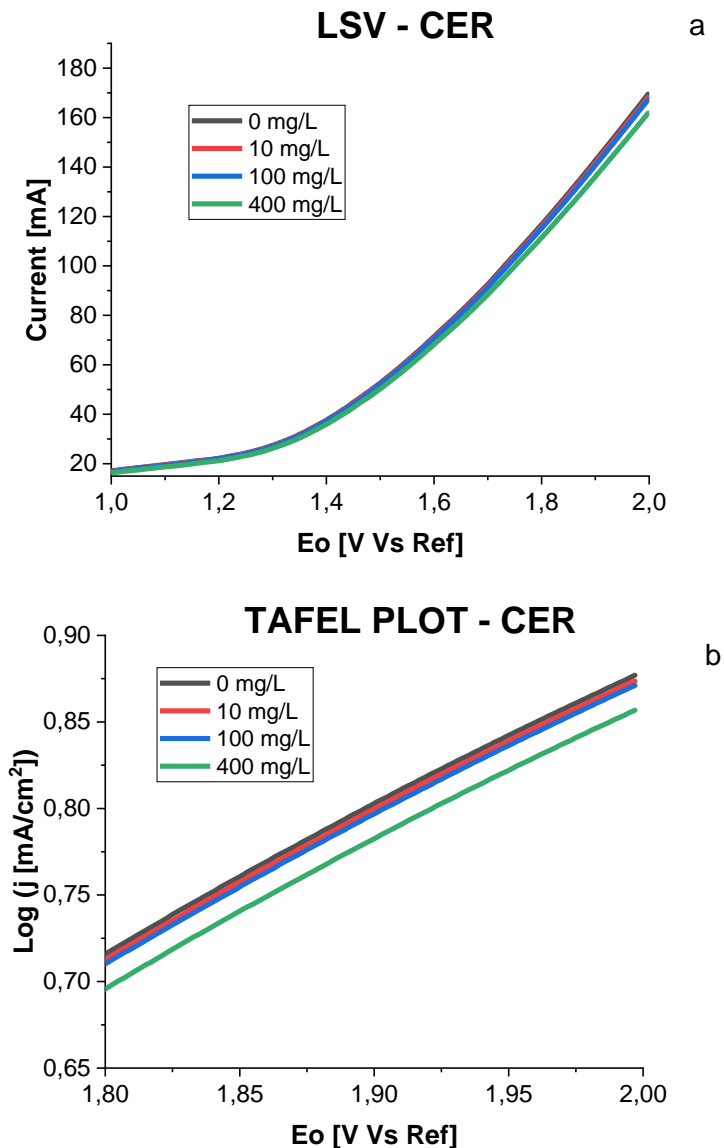 LSV - CER
a
180
160
140
120
100
80
60
40
20
Current [mA]
0 mg/L
10 mg/L
100 mg/L
400 mg/L
1,0
1,2
1,4
1,6
1,8
2,0
Eo [V Vs Ref]
TAFEL PLOT - CER
b
0,90
0,85
0,80
0,75
0,70
0,65
Log (j [mA/cm²])
0 mg/L
10 mg/L
100 mg/L
400 mg/L
1,80
1,85
1,90
1,95
2,00
Eo [V Vs Ref]